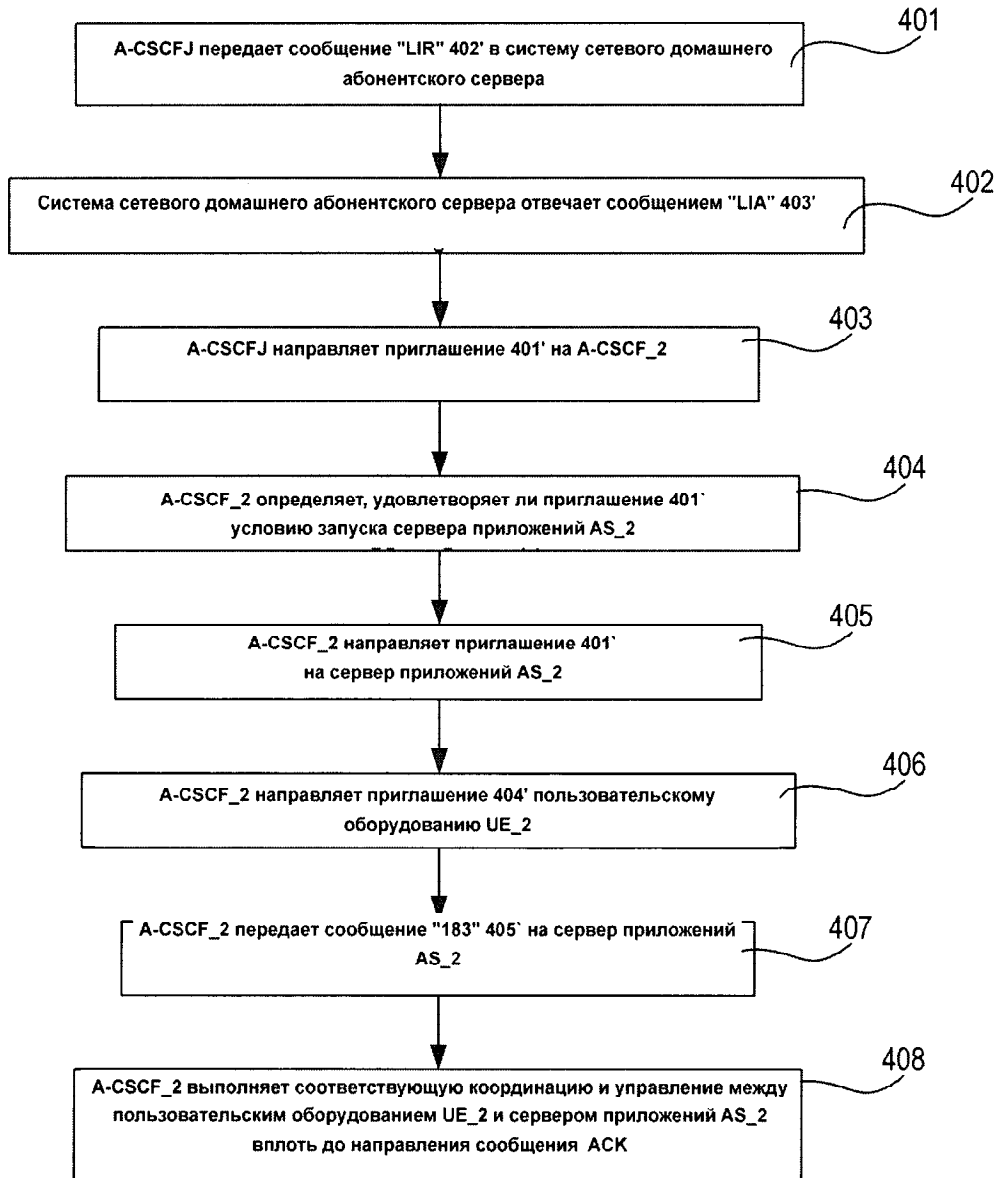 A-CSCFJ передает сообщение "LIR" 402' в систему сетевого домашнего
абонентского сервера
401
Система сетевого домашнего абонентского сервера отвечает сообщением "LIA" 403'
402
A-CSCFJ направляет приглашение 401' на A-CSCF_2
403
A-CSCF_2 определяет, удовлетворяет ли приглашение 401`
условию запуска сервера приложений AS_2
404
A-CSCF_2 направляет приглашение 401`
на сервер приложений AS_2
405
A-CSCF_2 направляет приглашение 404' пользовательскому
оборудованию UE_2
406
A-CSCF_2 передает сообщение "183" 405` на сервер приложений
AS_2
407
A-CSCF_2 выполняет соответствующую координацию и управление между
пользовательским оборудованием UE_2 и сервером приложений AS_2
вплоть до направления сообщения ACK
408